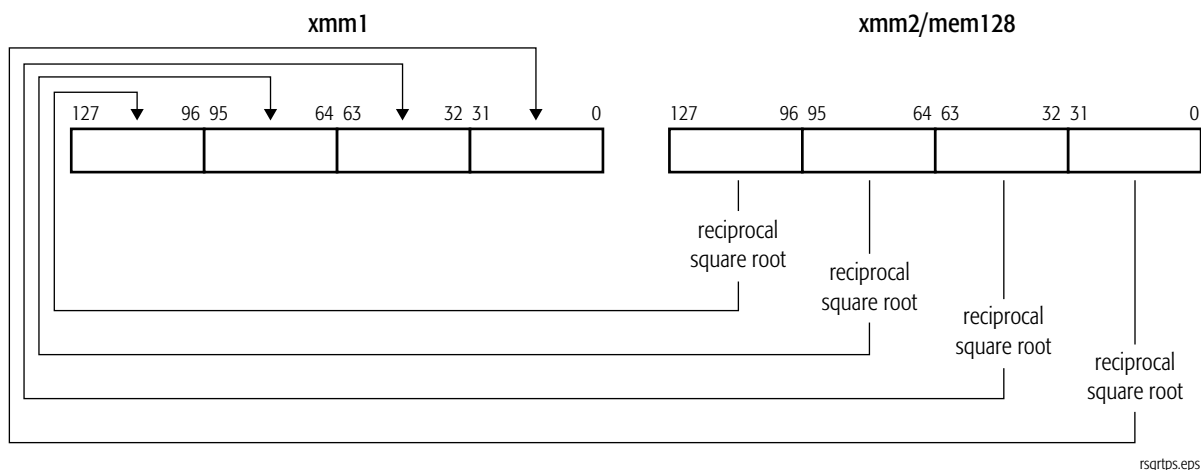 xmm1
xmm2/mem128
127 96 95 64 63 32 31 0
127 96 95 64 63 32 31 0
reciprocal
square root
reciprocal
square root
reciprocal
square root
reciprocal
square root
rsqrtps.eps